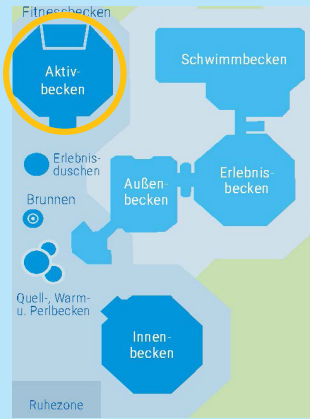 Fitnessbecken
Aktiv-
becken
Schwimmbecken
Erlebnis-
duschen
Erlebnis-
becken
Außen-
becken
Brunnen
Quell-, Warm-
u. Perlbecken
Innen-
becken
Ruhezone